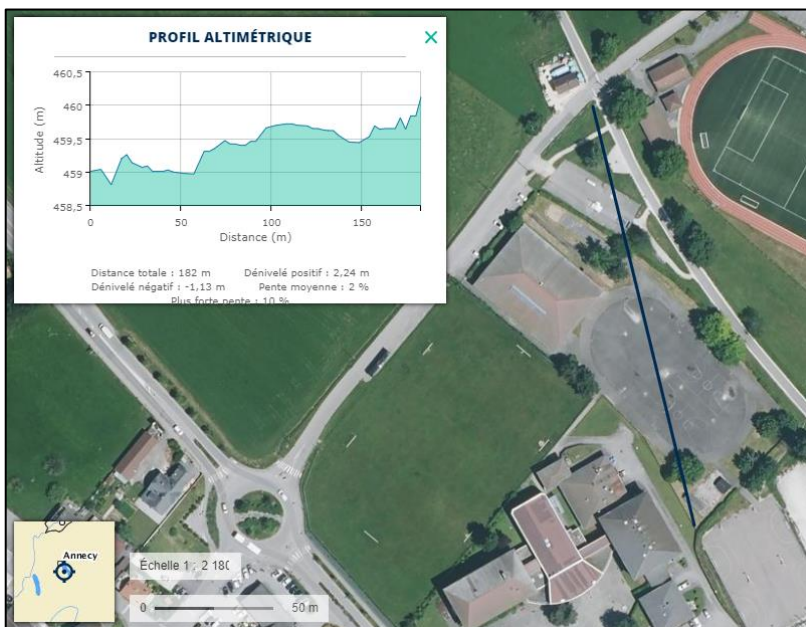 PROFIL ALTIMÉTRIQUE
460,5
460
459,5
459
458,5
Altitude (m)
0 50 100 150
Distance (m)
Distance totale : 182 m Dénivelé positif : 2,24 m
Dénivelé négatif : -1,13 m Pente moyenne : 2 %
Plus forte pente : 10 %
Annecy
Échelle 1 : 2 180
0 50 m